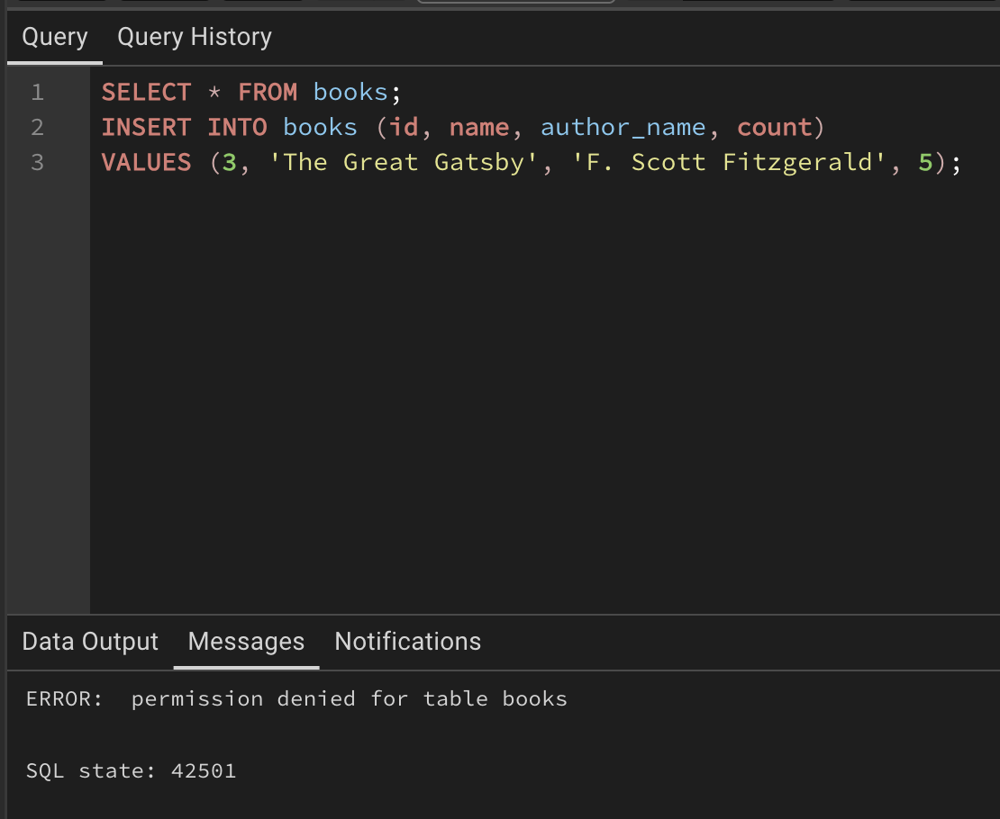 Query Query History
1 SELECT * FROM books;
2 INSERT INTO books (id, name, author_name, count)
3 VALUES (3, 'The Great Gatsby', 'F. Scott Fitzgerald', 5);
Data Output Messages Notifications
ERROR:  permission denied for table books
SQL state: 42501